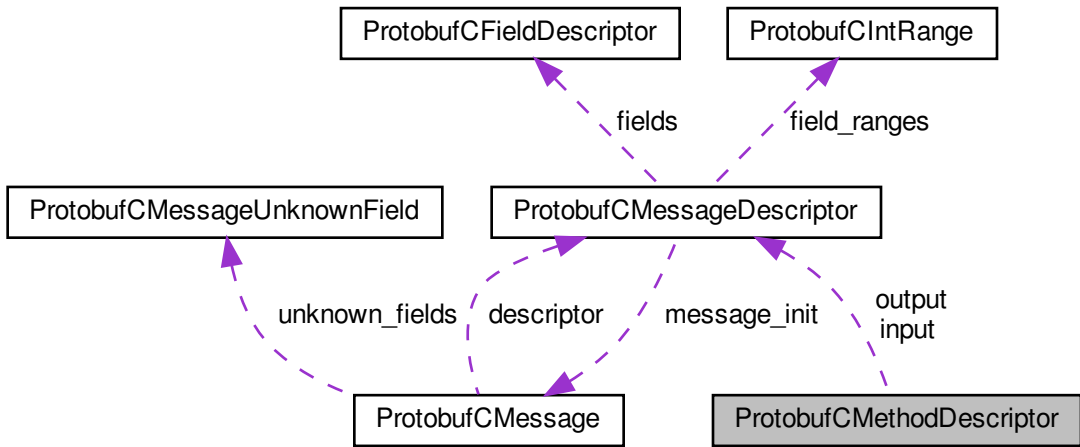 ProtobufCFieldDescriptor
ProtobufCIntRange
fields
field_ranges
ProtobufCMessageUnknownField
ProtobufCMessageDescriptor
unknown_fields
descriptor
message_init
output
input
ProtobufCMessage
ProtobufCMethodDescriptor